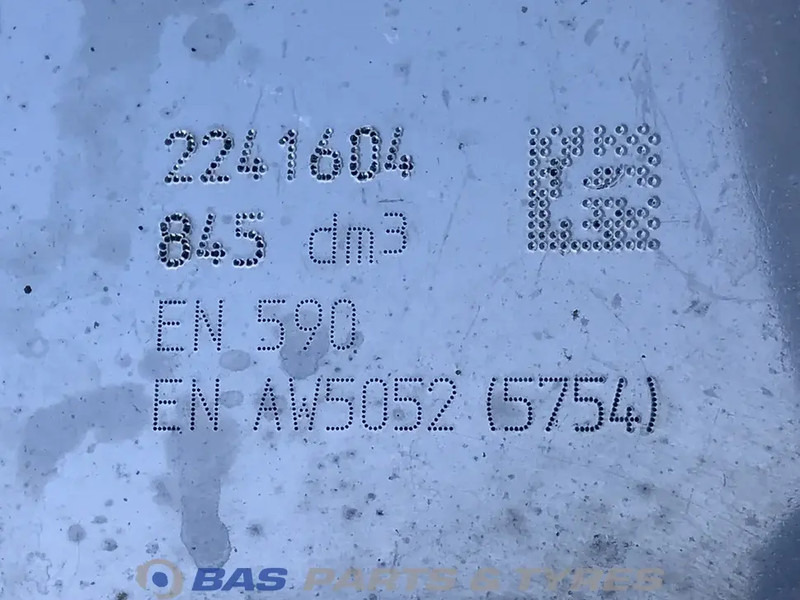 2241604
845 dm3
EN 590
EN AW5052 (5754)
BAS PARTS & TYRES